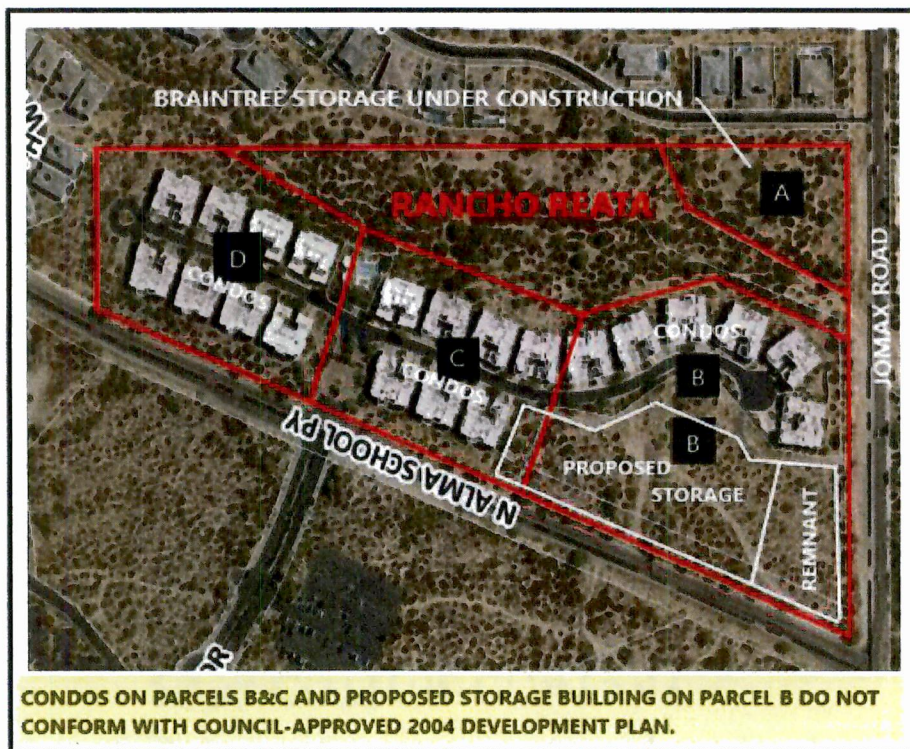 BRAINTREE STORAGE UNDER CONSTRUCTION
A
RANCHO REATA
D
CONDOS
JOMAX ROAD
CONDOS
C
B
CONDOS
B
N ALMA SCHOOL PY
PROPOSED
STORAGE
REMNANT
DR
CONDOS ON PARCELS B&C AND PROPOSED STORAGE BUILDING ON PARCEL B DO NOT
CONFORM WITH COUNCIL-APPROVED 2004 DEVELOPMENT PLAN.